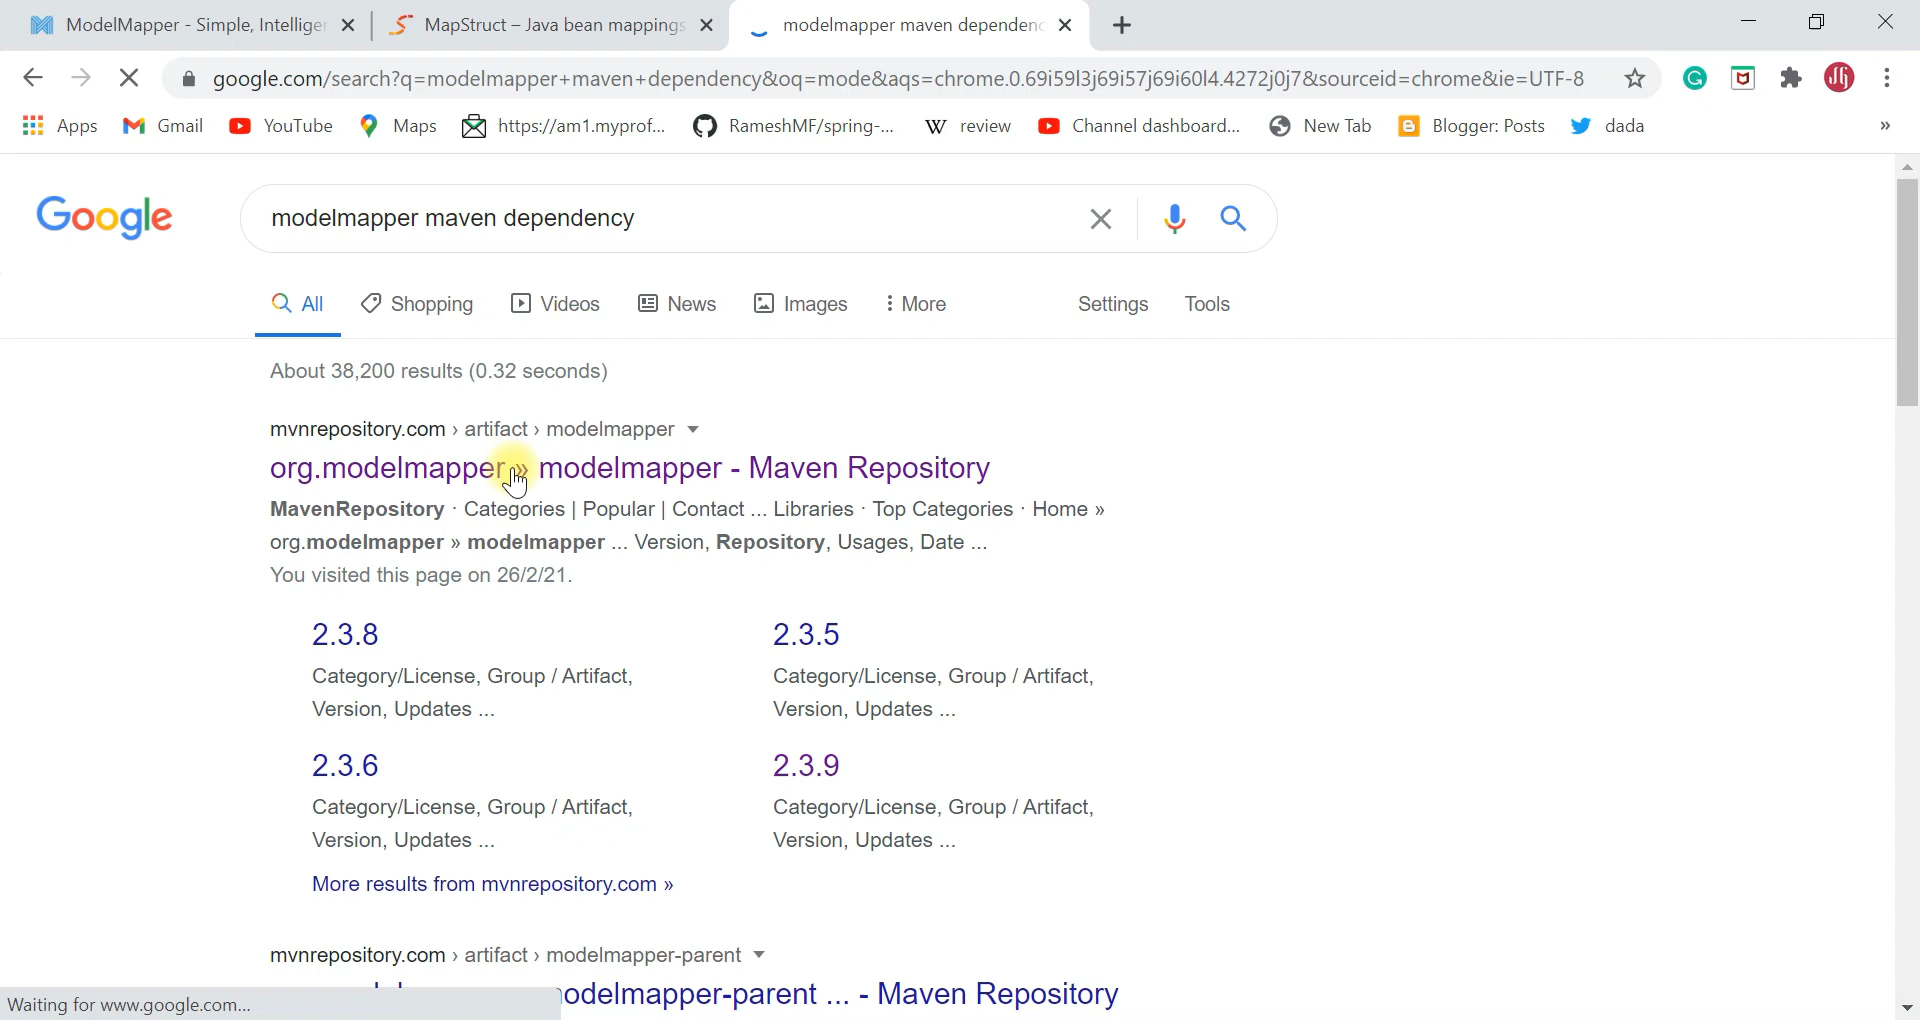 ModelMapper - Simple, Intelliger
MapStruct – Java bean mappings
modelmapper maven dependenc
google.com/search?q=modelmapper+maven+dependency&oq=mode&aqs=chrome.0.69i59l3j69i57j69i60l4.4272j0j7&sourceid=chrome&ie=UTF-8
Apps Gmail YouTube Maps https://am1.myprof... RameshMF/spring-... review Channel dashboard... New Tab Blogger: Posts dada »
Google
modelmapper maven dependency
All Shopping Videos News Images More Settings Tools
About 38,200 results (0.32 seconds)
mvnrepository.com › artifact › modelmapper
org.modelmapper » modelmapper - Maven Repository
MavenRepository · Categories | Popular | Contact ... Libraries · Top Categories · Home »
org.modelmapper » modelmapper ... Version, Repository, Usages, Date ...
You visited this page on 26/2/21.
2.3.8
Category/License, Group / Artifact,
Version, Updates ...
2.3.5
Category/License, Group / Artifact,
Version, Updates ...
2.3.6
Category/License, Group / Artifact,
Version, Updates ...
2.3.9
Category/License, Group / Artifact,
Version, Updates ...
More results from mvnrepository.com »
mvnrepository.com › artifact › modelmapper-parent
odelmapper-parent ... - Maven Repository
Waiting for www.google.com...